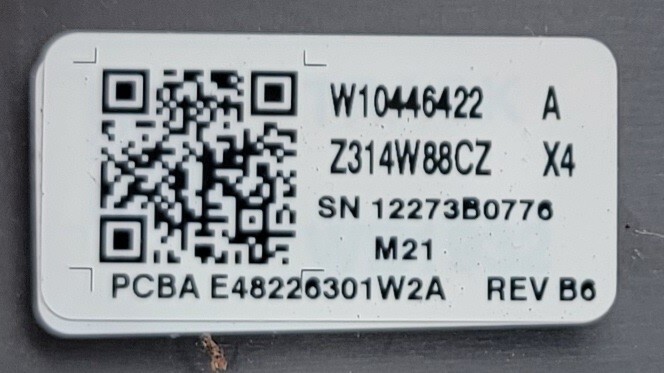 W10446422 A
Z314W88CZ X4
SN 12273B0776
M21
PCBA E48226301W2A REV B6